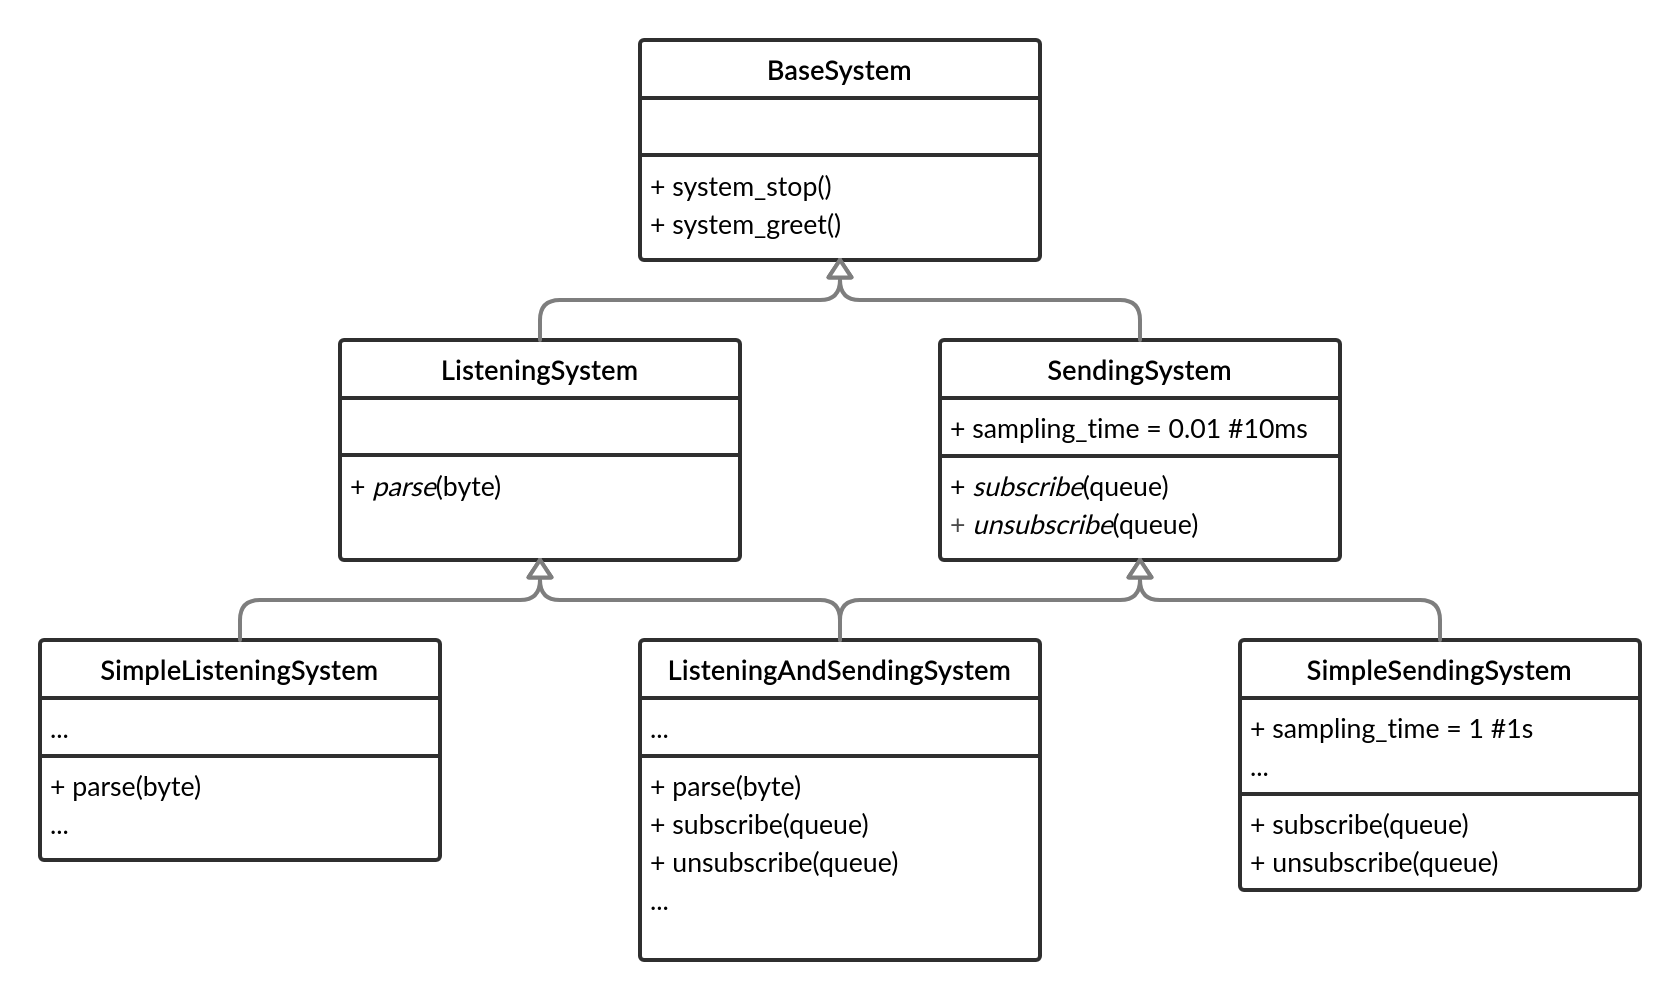 BaseSystem
+ system_stop()
+ system_greet()
ListeningSystem
+ parse(byte)
SendingSystem
+ sampling_time = 0.01 #10ms
+ subscribe(queue)
+ unsubscribe(queue)
SimpleListeningSystem
...
+ parse(byte)
...
ListeningAndSendingSystem
...
+ parse(byte)
+ subscribe(queue)
+ unsubscribe(queue)
...
SimpleSendingSystem
+ sampling_time = 1 #1s
...
+ subscribe(queue)
+ unsubscribe(queue)